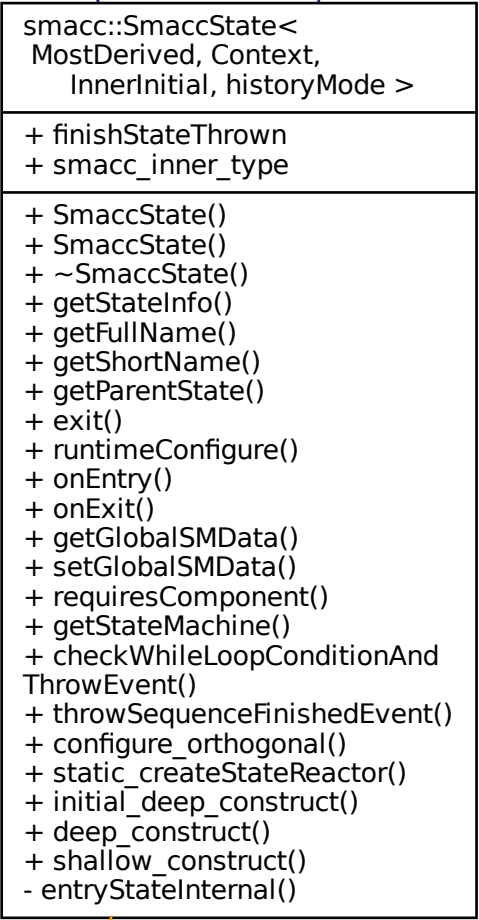 smacc::SmaccState<
MostDerived, Context,
InnerInitial, historyMode >
+ finishStateThrown
+ smacc_inner_type
+ SmaccState()
+ SmaccState()
+ ~SmaccState()
+ getStateInfo()
+ getFullName()
+ getShortName()
+ getParentState()
+ exit()
+ runtimeConfigure()
+ onEntry()
+ onExit()
+ getGlobalSMData()
+ setGlobalSMData()
+ requiresComponent()
+ getStateMachine()
+ checkWhileLoopConditionAnd
ThrowEvent()
+ throwSequenceFinishedEvent()
+ configure_orthogonal()
+ static_createStateReactor()
+ initial_deep_construct()
+ deep_construct()
+ shallow_construct()
- entryStateInternal()